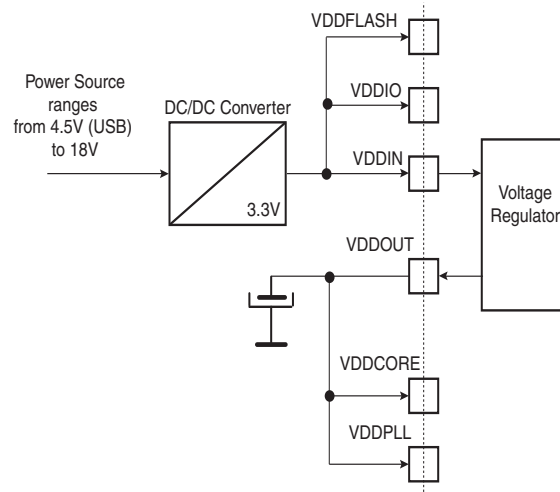 VDDFLASH
Power Source
ranges
from 4.5V (USB)
to 18V
DC/DC Converter
VDDIO
VDDIN
3.3V
Voltage
Regulator
VDDOUT
VDDCORE
VDDPLL